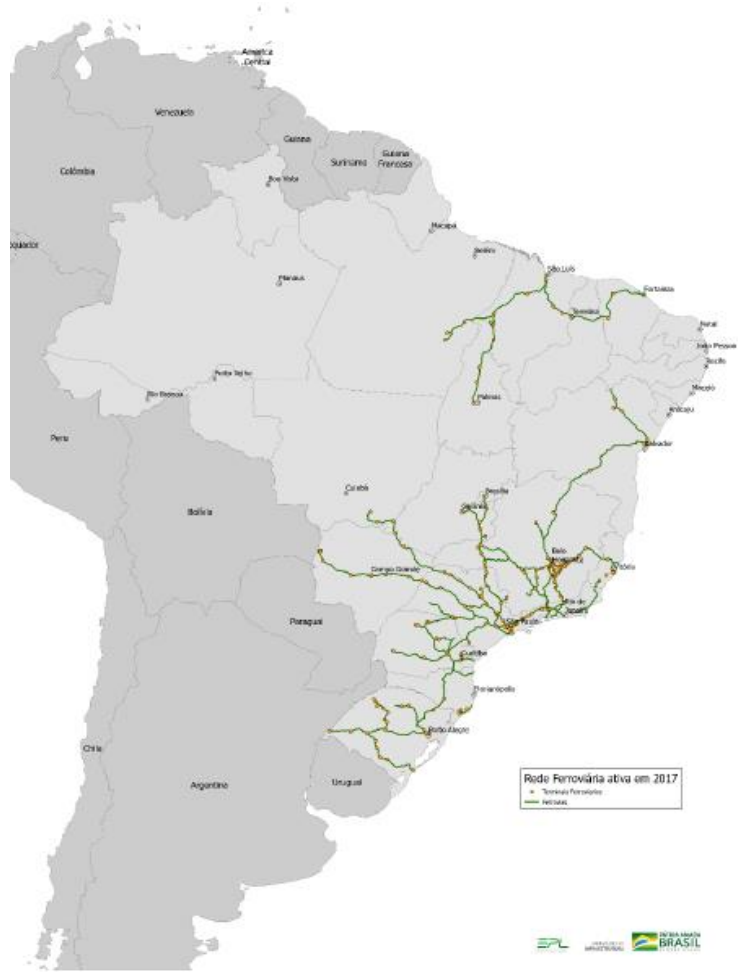 America
Central
Venezuela
Guiana
Suriname
Guiana
Francesa
Colômbia
Boa Vista
Macapá
Belém
São Luís
Fortaleza
Manaus
Teresina
Natal
João Pessoa
Recife
Maceió
Aracaju
Porto Velho
Rio Branco
Palmas
Peru
Salvador
Cuiabá
Brasília
Goiânia
Bolívia
Belo
Campo Grande
Vitória
Rio de
Janeiro
São Paulo
Paraguai
Curitiba
Florianópolis
Porto Alegre
Chile
Argentina
Uruguai
Rede Ferroviária ativa em 2017
Terminais Ferroviários
Ferrovias
EPL
PÁTRIA AMADA
BRASIL